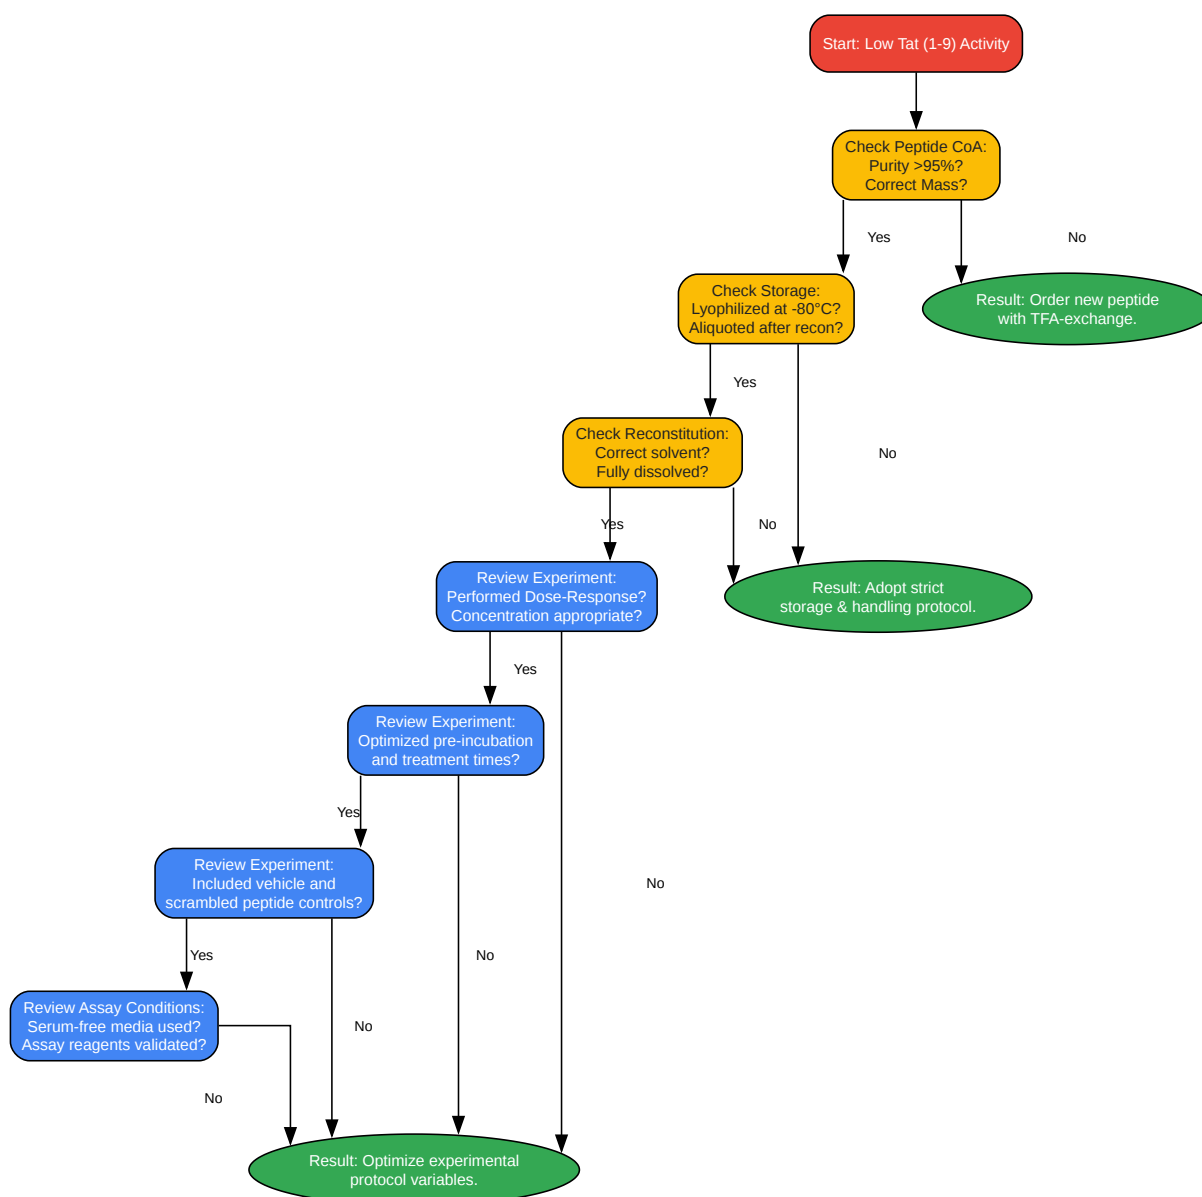 Start: Low Tat (1-9) Activity
Check Peptide CoA:
Purity >95%?
Correct Mass?
Yes
No
Check Storage:
Lyophilized at -80°C?
Aliquoted after recon?
Result: Order new peptide
with TFA-exchange.
Yes
No
Check Reconstitution:
Correct solvent?
Fully dissolved?
Yes
No
Review Experiment:
Performed Dose-Response?
Concentration appropriate?
Result: Adopt strict
storage & handling protocol.
Yes
No
Review Experiment:
Optimized pre-incubation
and treatment times?
Yes
No
Review Experiment:
Included vehicle and
scrambled peptide controls?
Yes
No
Review Assay Conditions:
Serum-free media used?
Assay reagents validated?
No
Result: Optimize experimental
protocol variables.